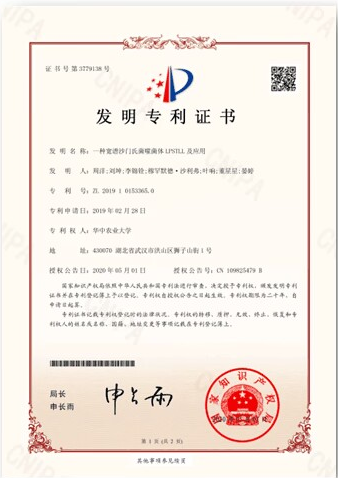 证书号第3779138号
发明专利证书
发明名称：一种宽谱沙门氏菌噬菌体LPSTLL及应用
发明人：周洋;刘坤;李锦铨;穆罕默德·沙利弗;叶响;董星星;晏婷
专利号：ZL 2019 1 0153365.0
专利申请日：2019年02月28日
专利权人：华中农业大学
地址：430070 湖北省武汉市洪山区狮子山街1号
授权公告日：2020年05月01日 授权公告号：CN 109825479 B
国家知识产权局依照中华人民共和国专利法进行审查，决定授予专利权，颁发发明专利
证书并在专利登记簿上予以登记。专利权自授权公告之日起生效。专利权期限为二十年，自
申请日起算。
专利证书记载专利权登记时的法律状况。专利权的转移、质押、无效、终止、恢复和专
利权人的姓名或名称、国籍、地址变更等事项记载在专利登记簿上。
局长
申长雨
申长雨
国家知识产权局
第 1 页 (共 2 页)
其他事项参见续页
CNIPA